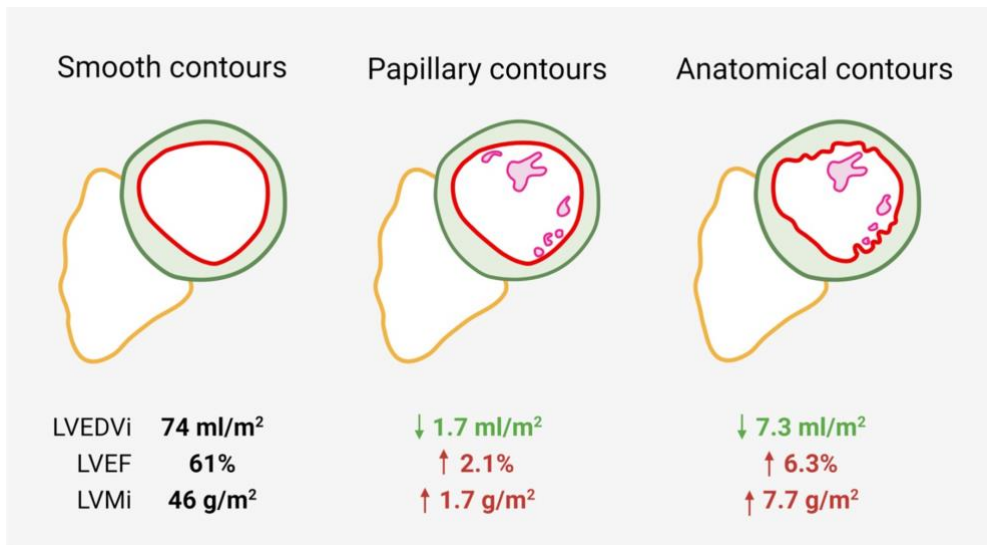 Smooth contours
Papillary contours
Anatomical contours
LVEDVi 74 ml/m² ↓ 1.7 ml/m² ↓ 7.3 ml/m²
LVEF 61% ↑ 2.1% ↑ 6.3%
LVMi 46 g/m² ↑ 1.7 g/m² ↑ 7.7 g/m²